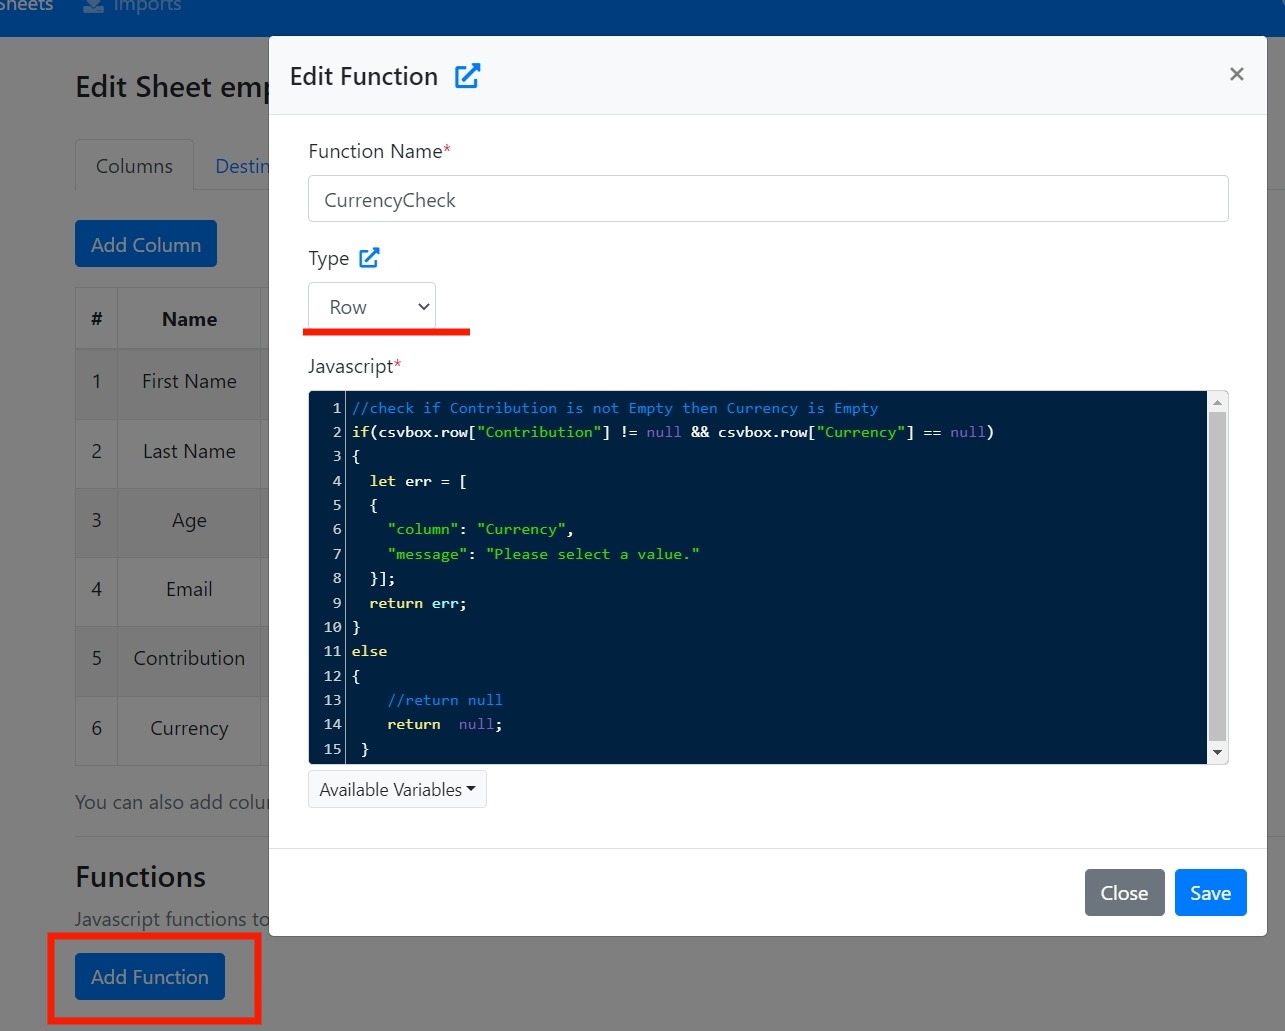 Sheets Imports
Edit Sheet emp
Columns Destin
Add Column
# Name
1 First Name
2 Last Name
3 Age
4 Email
5 Contribution
6 Currency
You can also add colu
Functions
Javascript functions to
Add Function
Edit Function ×
Function Name*
CurrencyCheck
Type
Row
Javascript*
1 //check if Contribution is not Empty then Currency is Empty
2 if(csvbox.row["Contribution"] != null && csvbox.row["Currency"] == null)
3 {
4   let err = [
5   {
6     "column": "Currency",
7     "message": "Please select a value."
8   }];
9   return err;
10 }
11 else
12 {
13     //return null
14     return  null;
15  }
Available Variables
Close Save